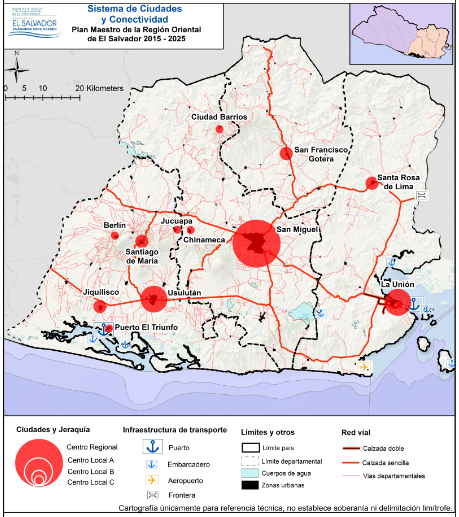 EL SALVADOR
Sistema de Ciudades
y Conectividad
Plan Maestro de la Región Oriental
de El Salvador 2015 - 2025
N
0 5 10 20 Kilometers
Ciudad Barrios
San Francisco
Gotera
Santa Rosa
de Lima
Jucuapa
Berlín
Chinameca
San Miguel
Santiago
de María
La Unión
Jiquilisco
Usulután
Puerto El Triunfo
Ciudades y Jeraquía
Centro Regional
Centro Local A
Centro Local B
Centro Local C
Infraestructura de transporte
Puerto
Embarcadero
Aeropuerto
Frontera
Límites y otros
Límite país
Límite departamental
Cuerpos de agua
Zonas urbanas
Red vial
Calzada doble
Calzada sencilla
Vías departamentales
Cartografía únicamente para referencia técnica, no establece soberanía ni delimitación limítrofe.